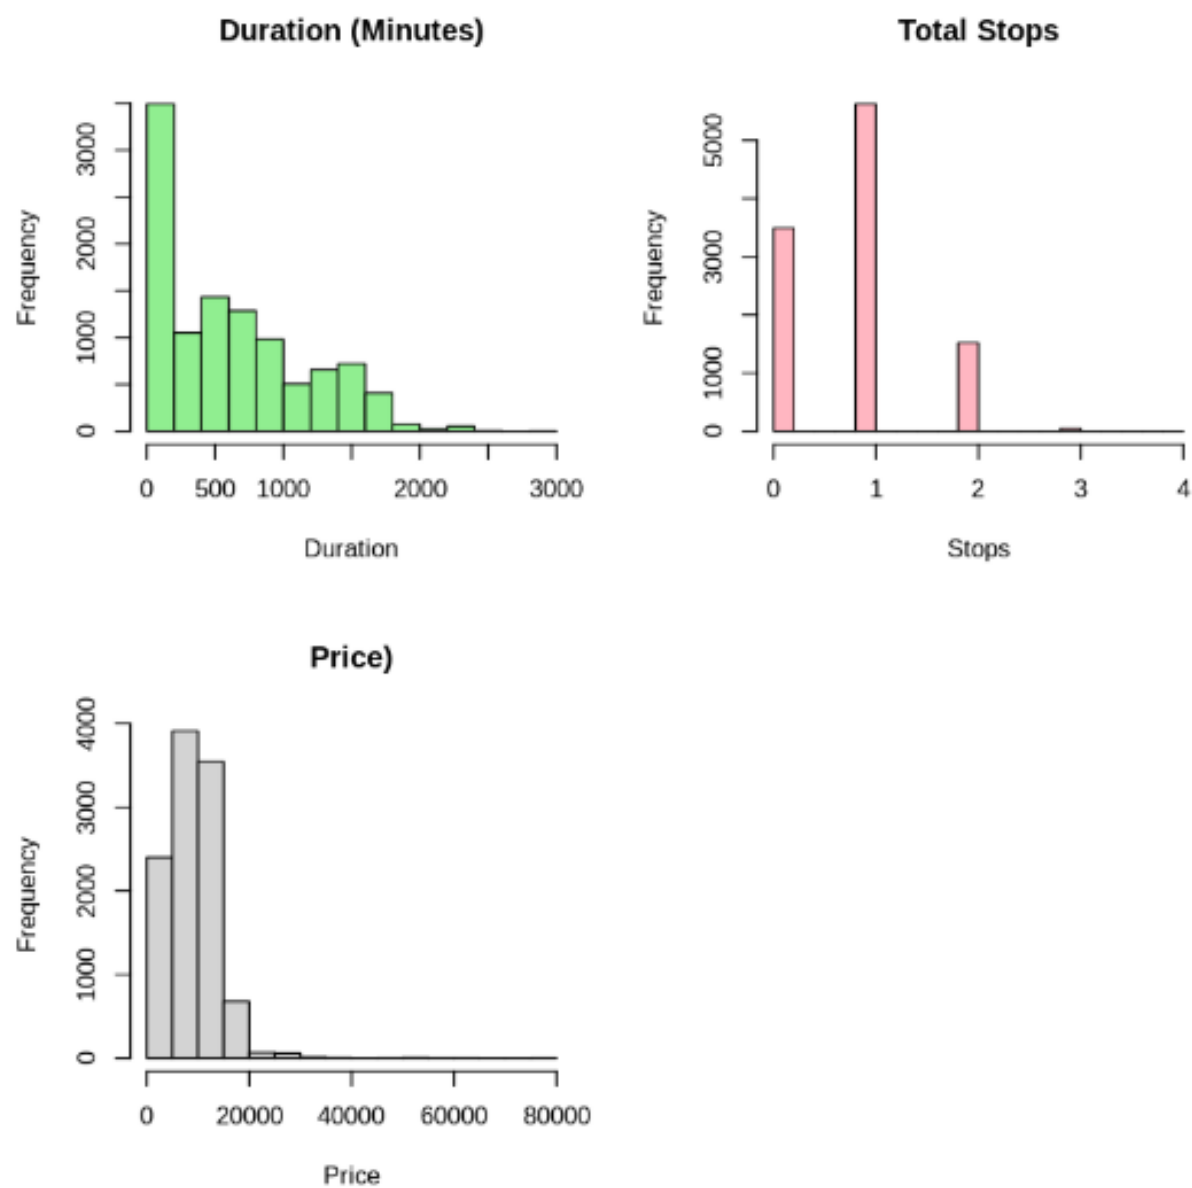 Duration (Minutes)
Frequency
0 1000 2000 3000
0 500 1000 2000 3000
Duration
Total Stops
Frequency
0 1000 3000 5000
0 1 2 3 4
Stops
Price)
Frequency
0 1000 2000 3000 4000
0 20000 40000 60000 80000
Price